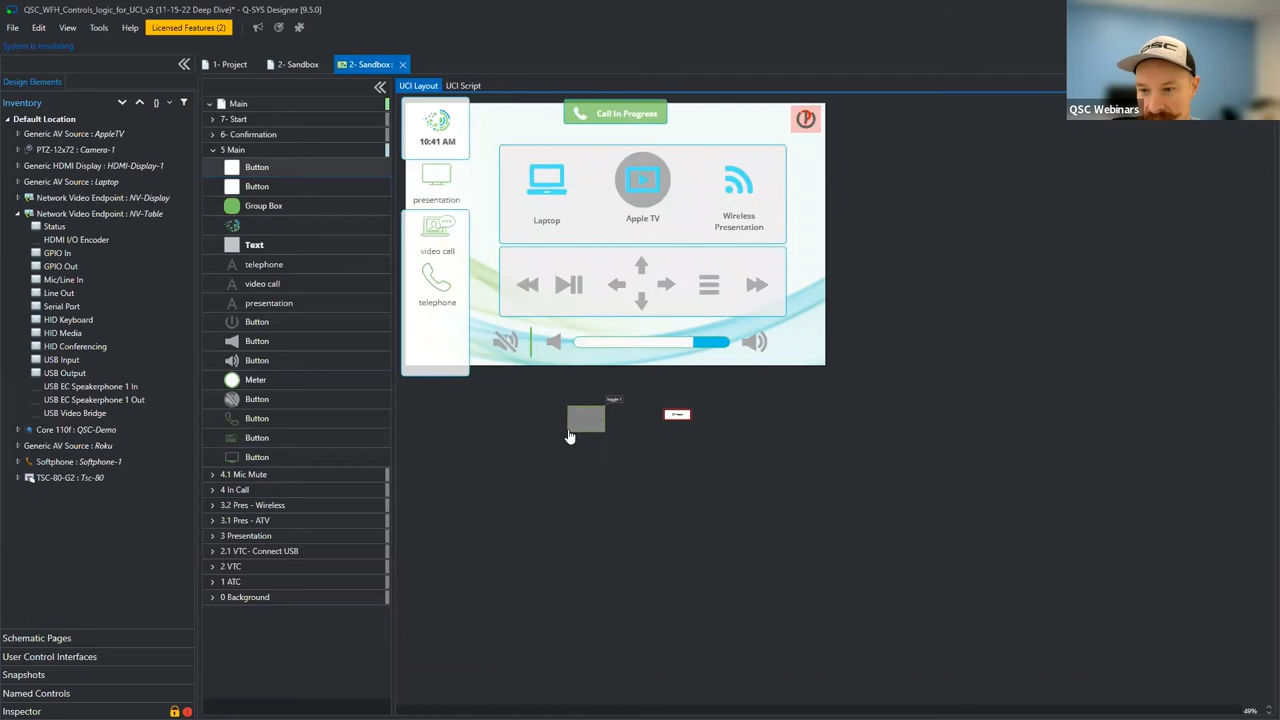 QSC_WFH_Controls_logic_for_UCI_v3 (11-15-22 Deep Dive)* - Q-SYS Designer [9.5.0]
File Edit View Tools Help Licensed Features (2)
System is emulating
1- Project 2- Sandbox 2- Sandbox:
Design Elements
UCI Layout UCI Script
Inventory
Default Location
Generic AV Source : AppleTV
PTZ-12x72 : Camera-1
Generic HDMI Display : HDMI-Display-1
Generic AV Source : Laptop
Network Video Endpoint : NV-Display
Network Video Endpoint : NV-Table
Status
HDMI I/O Encoder
GPIO In
GPIO Out
Mic/Line In
Line Out
Serial Port
HID Keyboard
HID Media
HID Conferencing
USB Input
USB Output
USB EC Speakerphone 1 In
USB EC Speakerphone 1 Out
USB Video Bridge
Core 110f : QSC-Demo
Generic AV Source : Roku
Softphone : Softphone-1
TSC-80-G2 : Tsc-80
Schematic Pages
User Control Interfaces
Snapshots
Named Controls
Inspector
Main
7- Start
6- Confirmation
5 Main
Button
Button
Group Box
Text
telephone
video call
presentation
Button
Button
Button
Meter
Button
Button
Button
Button
4.1 Mic Mute
4 In Call
3.2 Pres - Wireless
3.1 Pres - ATV
3 Presentation
2.1 VTC- Connect USB
2 VTC
1 ATC
0 Background
10:41 AM
presentation
video call
telephone
Call In Progress
Laptop
Apple TV
Wireless
Presentation
QSC
QSC Webinars
49%